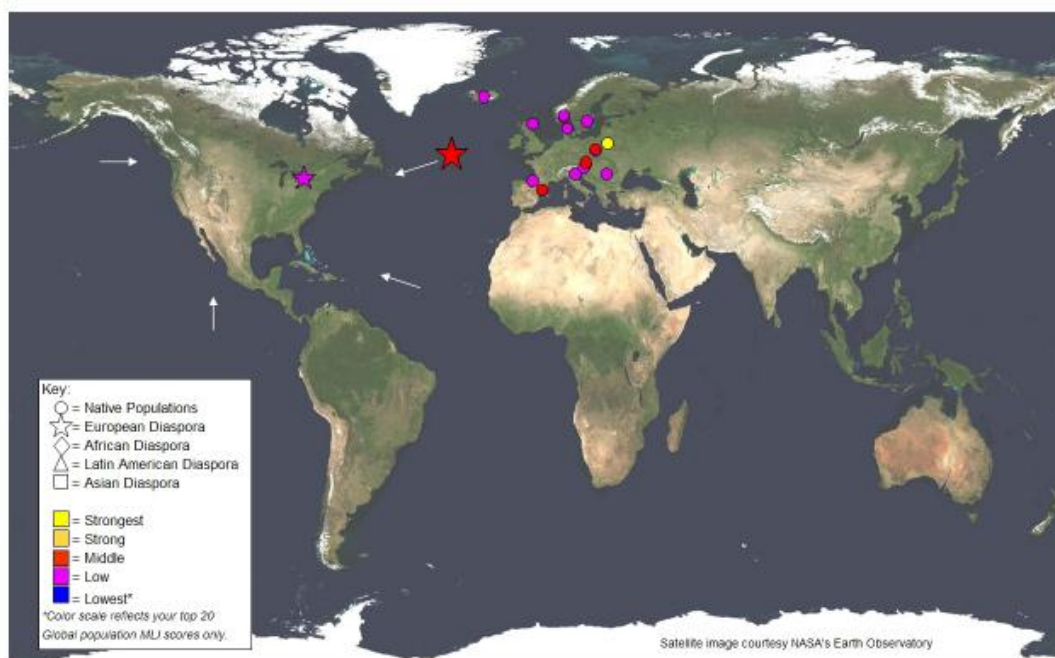 Key:
= Native Populations
= European Diaspora
= African Diaspora
= Latin American Diaspora
= Asian Diaspora
= Strongest
= Strong
= Middle
= Low
= Lowest*
*Color scale reflects your top 20
Global population MLI scores only.
Satellite image courtesy NASA's Earth Observatory